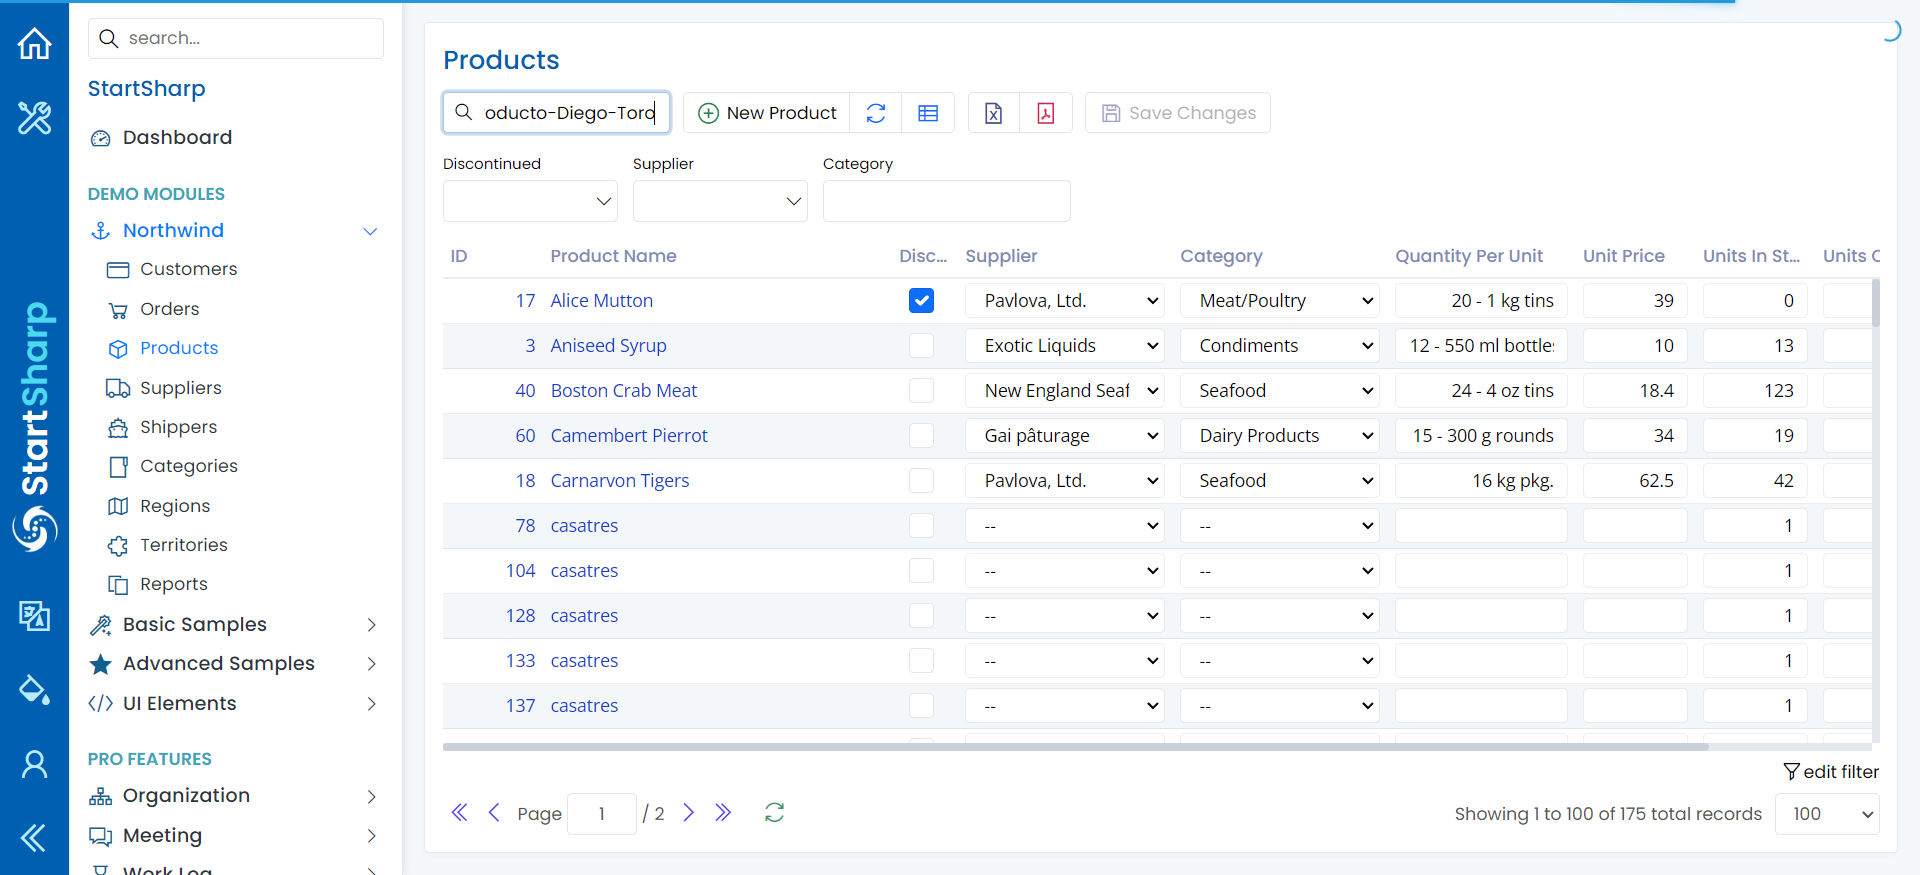 search...
StartSharp
Dashboard
DEMO MODULES
Northwind
Customers
Orders
Products
Suppliers
Shippers
Categories
Regions
Territories
Reports
Basic Samples
Advanced Samples
UI Elements
PRO FEATURES
Organization
Meeting
Work Log
StartSharp
Products
oducto-Diego-Toro
New Product
Save Changes
Discontinued Supplier Category
ID Product Name Disc... Supplier Category Quantity Per Unit Unit Price Units In St... Units
17 Alice Mutton Pavlova, Ltd. Meat/Poultry 20 - 1 kg tins 39 0
3 Aniseed Syrup Exotic Liquids Condiments 12 - 550 ml bottles 10 13
40 Boston Crab Meat New England Seaf Seafood 24 - 4 oz tins 18.4 123
60 Camembert Pierrot Gai pâturage Dairy Products 15 - 300 g rounds 34 19
18 Carnarvon Tigers Pavlova, Ltd. Seafood 16 kg pkg. 62.5 42
78 casatres -- -- 1
104 casatres -- -- 1
128 casatres -- -- 1
133 casatres -- -- 1
137 casatres -- -- 1
edit filter
Page 1 / 2
Showing 1 to 100 of 175 total records 100